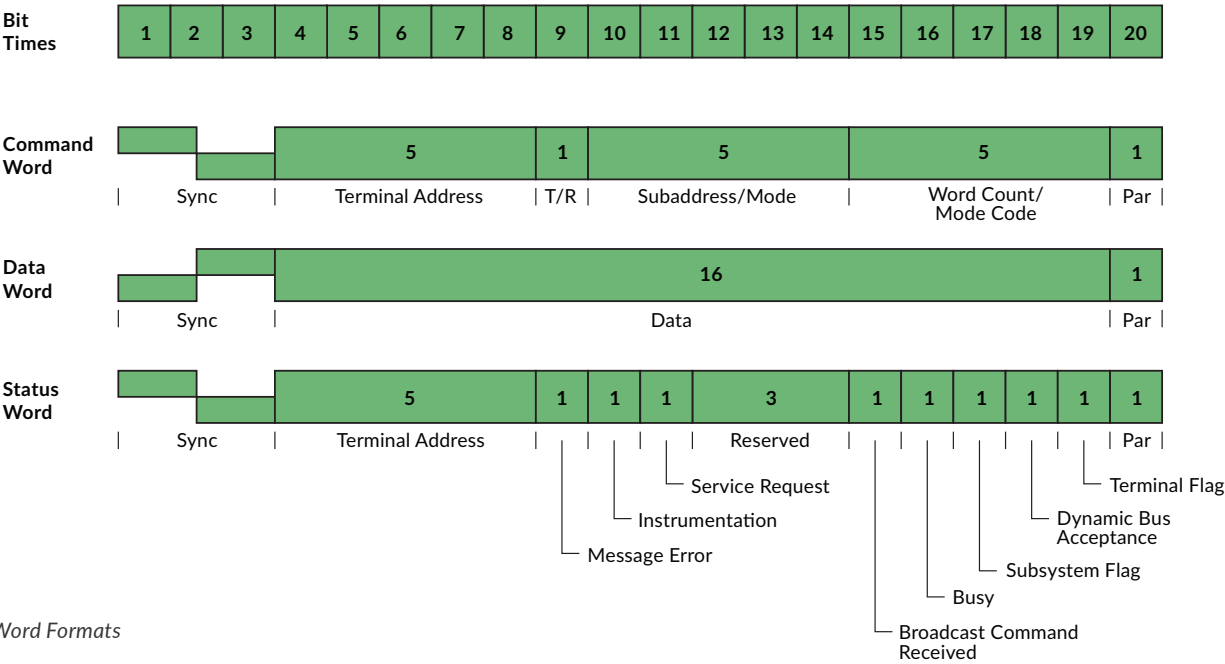 Bit
Times
1 2 3 4 5 6 7 8 9 10 11 12 13 14 15 16 17 18 19 20
Command
Word
5 1 5 5 1
Sync Terminal Address T/R Subaddress/Mode Word Count/
Mode Code
Par
Data
Word
16 1
Sync Data Par
Status
Word
5 1 1 1 3 1 1 1 1 1 1
Sync Terminal Address Reserved Par
Service Request
Instrumentation
Message Error
Terminal Flag
Dynamic Bus
Acceptance
Subsystem Flag
Busy
Broadcast Command
Received
Word Formats